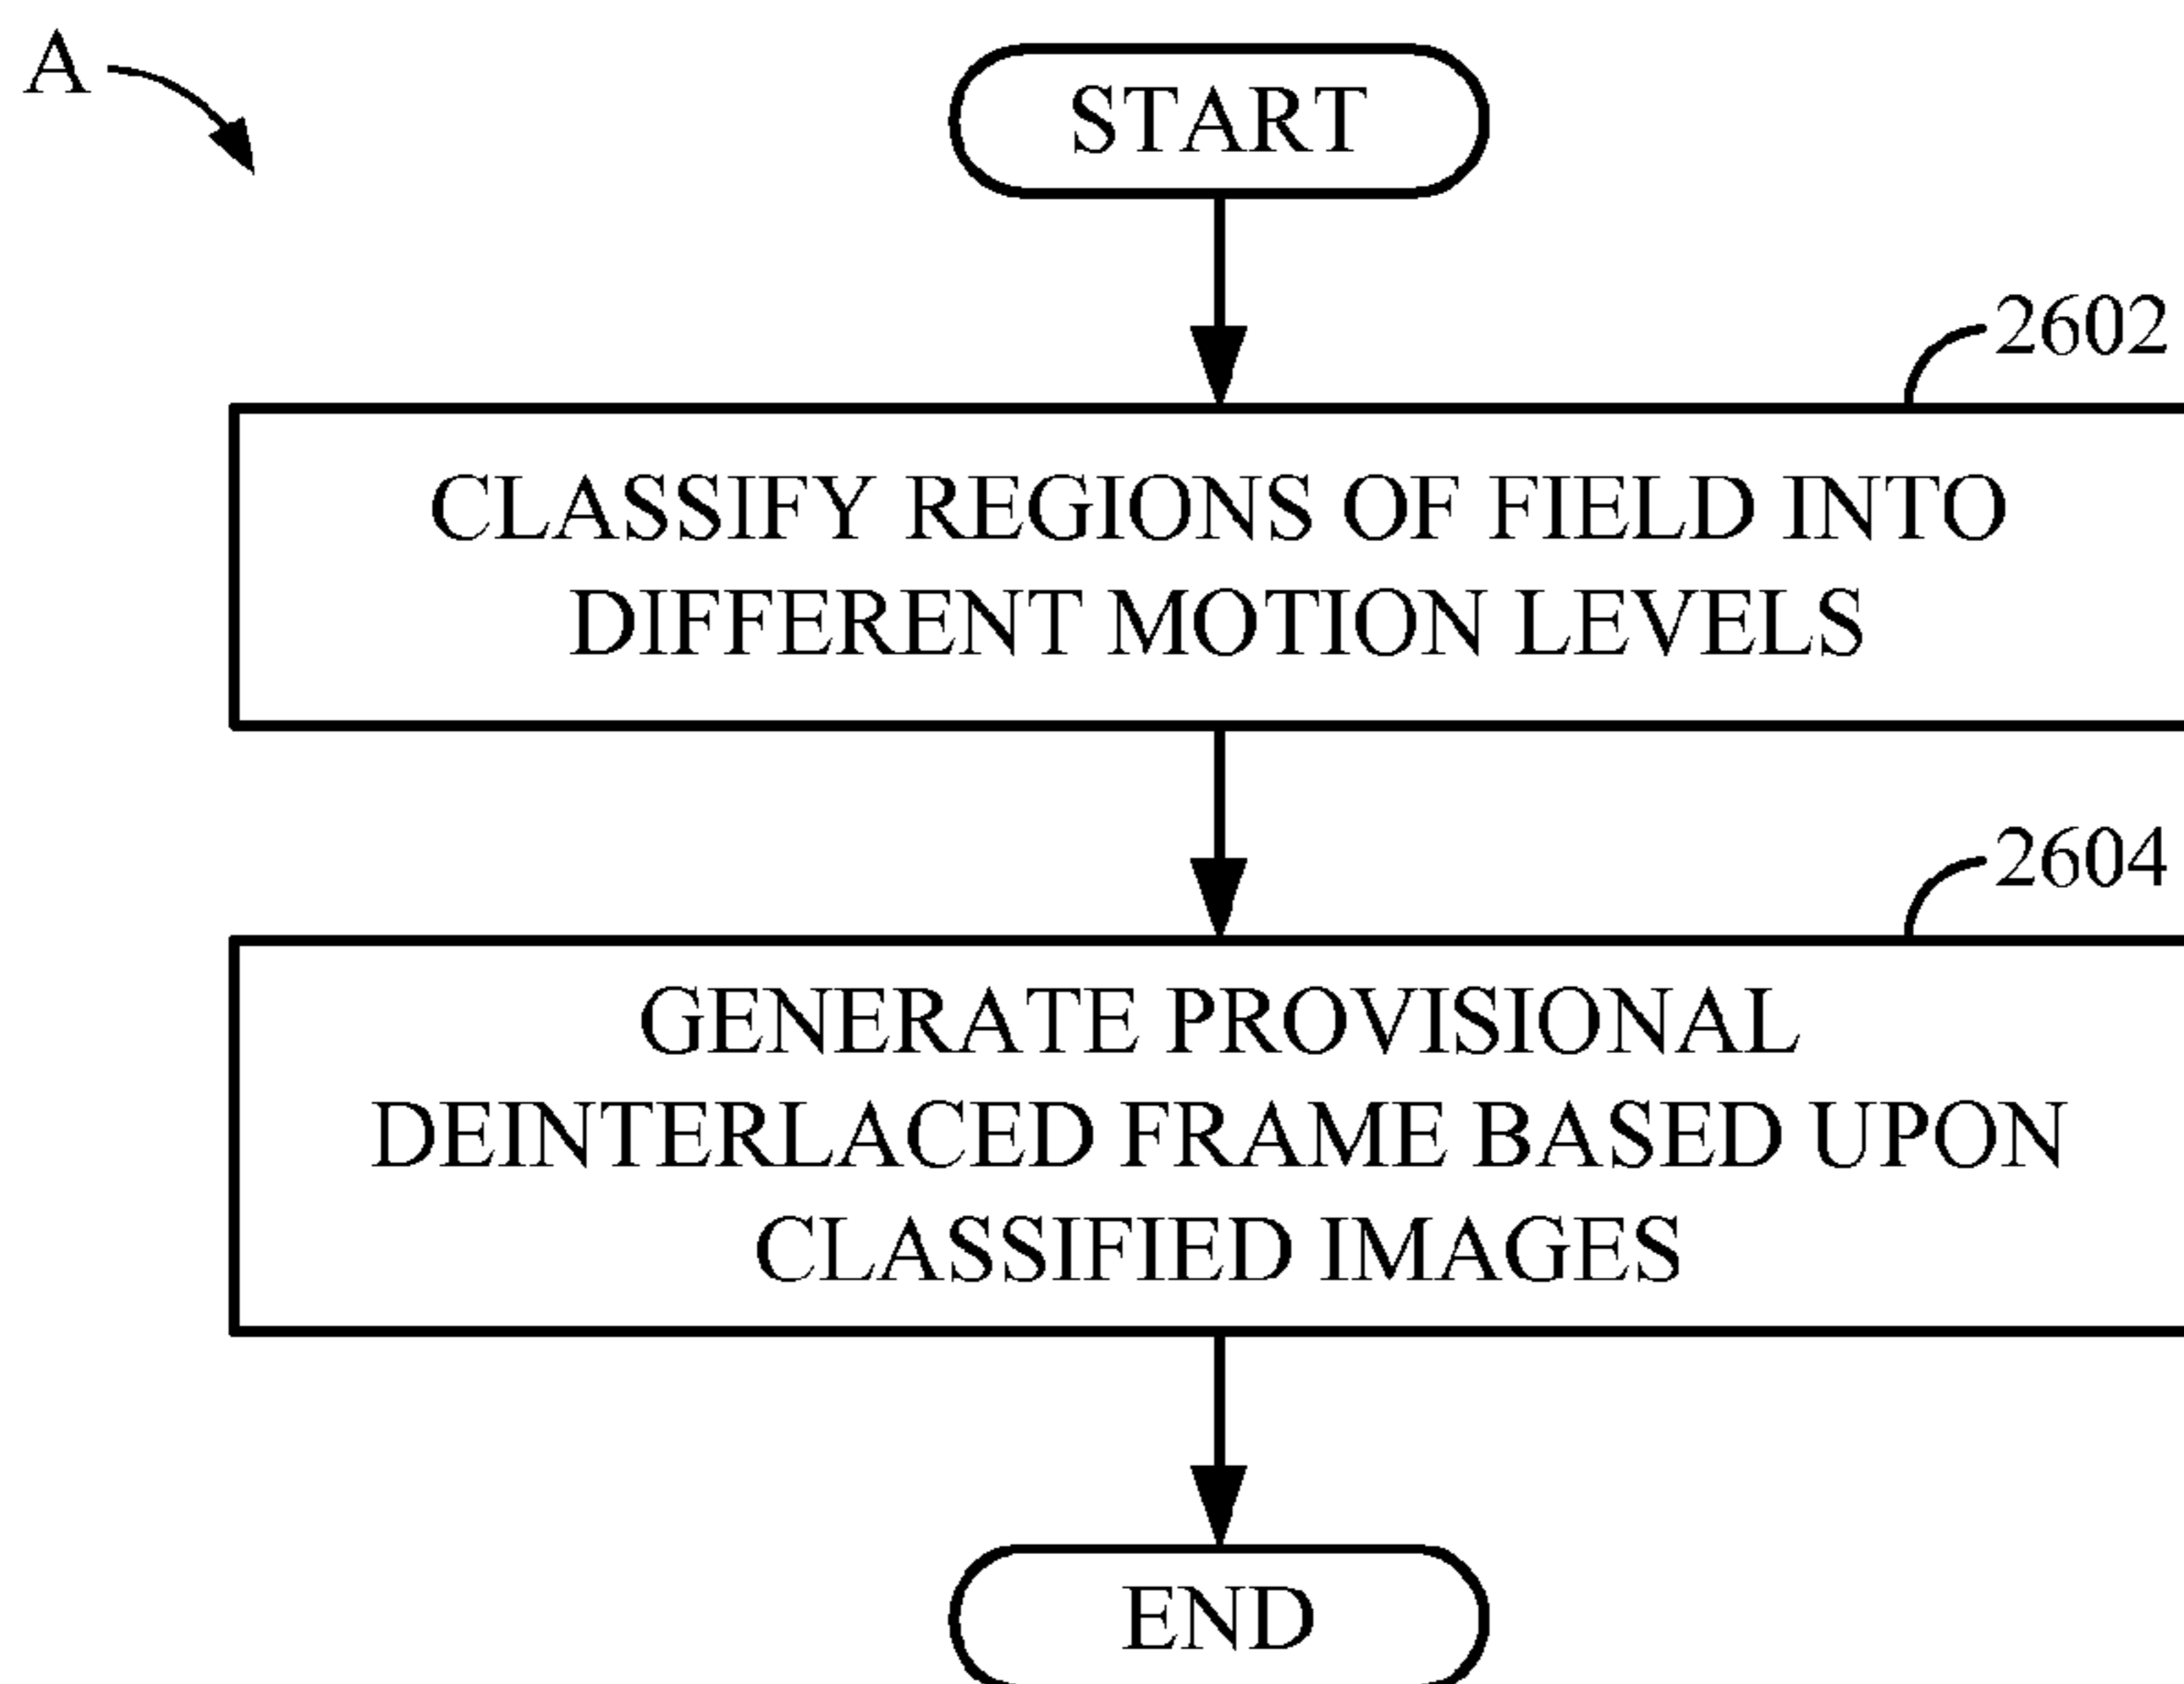 A
START
2602
CLASSIFY REGIONS OF FIELD INTO
DIFFERENT MOTION LEVELS
2604
GENERATE PROVISIONAL
DEINTERLACED FRAME BASED UPON
CLASSIFIED IMAGES
END